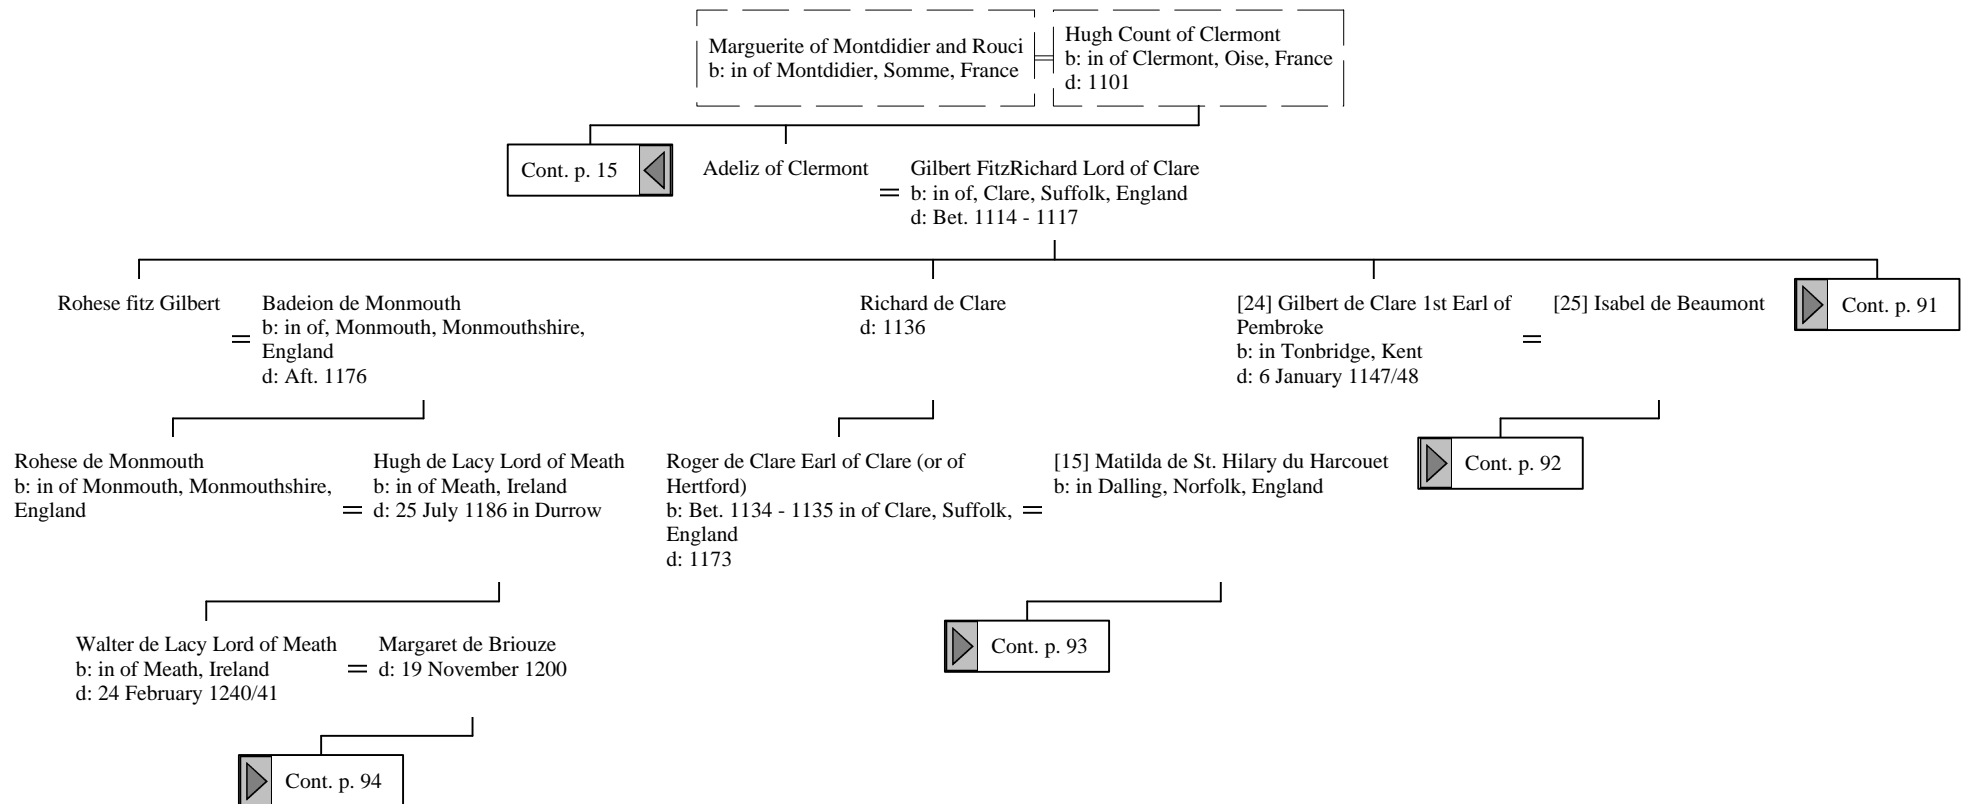 Marguerite of Montdidier and Rouci
b: in of Montdidier, Somme, France
Hugh Count of Clermont
b: in of Clermont, Oise, France
d: 1101
Cont. p. 15
Adeliz of Clermont
=
Gilbert FitzRichard Lord of Clare
b: in of, Clare, Suffolk, England
d: Bet. 1114 - 1117
Rohese fitz Gilbert
=
Badeion de Monmouth
b: in of, Monmouth, Monmouthshire,
England
d: Aft. 1176
Richard de Clare
d: 1136
[24] Gilbert de Clare 1st Earl of
Pembroke
b: in Tonbridge, Kent
d: 6 January 1147/48
=
[25] Isabel de Beaumont
Cont. p. 91
Rohese de Monmouth
b: in of Monmouth, Monmouthshire,
England
=
Hugh de Lacy Lord of Meath
b: in of Meath, Ireland
d: 25 July 1186 in Durrow
Roger de Clare Earl of Clare (or of
Hertford)
b: Bet. 1134 - 1135 in of Clare, Suffolk,
England
d: 1173
=
[15] Matilda de St. Hilary du Harcouet
b: in Dalling, Norfolk, England
Cont. p. 92
Walter de Lacy Lord of Meath
b: in of Meath, Ireland
d: 24 February 1240/41
=
Margaret de Briouze
d: 19 November 1200
Cont. p. 93
Cont. p. 94